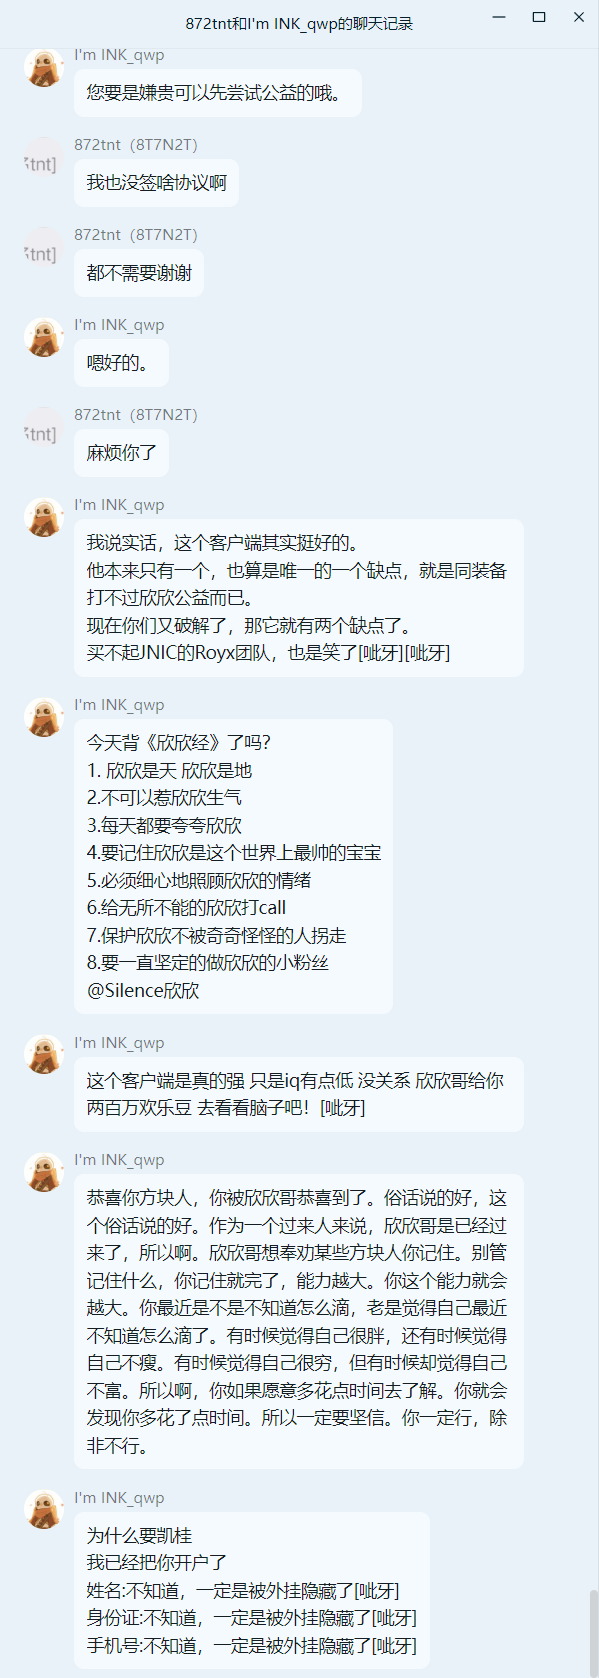 872tnt和I'm INK_qwp的聊天记录
I'm INK_qwp
您要是嫌贵可以先尝试公益的哦。
872tnt（8T7N2T）
tnt]
我也没签啥协议啊
872tnt（8T7N2T）
tnt]
都不需要谢谢
I'm INK_qwp
嗯好的。
872tnt（8T7N2T）
tnt]
麻烦你了
I'm INK_qwp
我说实话，这个客户端其实挺好的。
他本来只有一个，也算是唯一的一个缺点，就是同装备
打不过欣欣公益而已。
现在你们又破解了，那它就有两个缺点了。
买不起JNIC的Royx团队，也是笑了[呲牙][呲牙]
I'm INK_qwp
今天背《欣欣经》了吗？
1. 欣欣是天 欣欣是地
2.不可以惹欣欣生气
3.每天都要夸夸欣欣
4.要记住欣欣是这个世界上最帅的宝宝
5.必须细心地照顾欣欣的情绪
6.给无所不能的欣欣打call
7.保护欣欣不被奇奇怪怪的人拐走
8.要一直坚定的做欣欣的小粉丝
@Silence欣欣
I'm INK_qwp
这个客户端是真的强 只是iq有点低 没关系 欣欣哥给你
两百万欢乐豆 去看看脑子吧！[呲牙]
I'm INK_qwp
恭喜你方块人，你被欣欣哥恭喜到了。俗话说的好，这
个俗话说的好。作为一个过来人来说，欣欣哥是已经过
来了，所以啊。欣欣哥想奉劝某些方块人你记住。别管
记住什么，你记住就完了，能力越大。你这个能力就会
越大。你最近是不是不知道怎么滴，老是觉得自己最近
不知道怎么滴了。有时候觉得自己很胖，还有时候觉得
自己不瘦。有时候觉得自己很穷，但有时候却觉得自己
不富。所以啊，你如果愿意多花点时间去了解。你就会
发现你多花了点时间。所以一定要坚信。你一定行，除
非不行。
I'm INK_qwp
为什么要凯桂
我已经把你开户了
姓名:不知道，一定是被外挂隐藏了[呲牙]
身份证:不知道，一定是被外挂隐藏了[呲牙]
手机号:不知道，一定是被外挂隐藏了[呲牙]